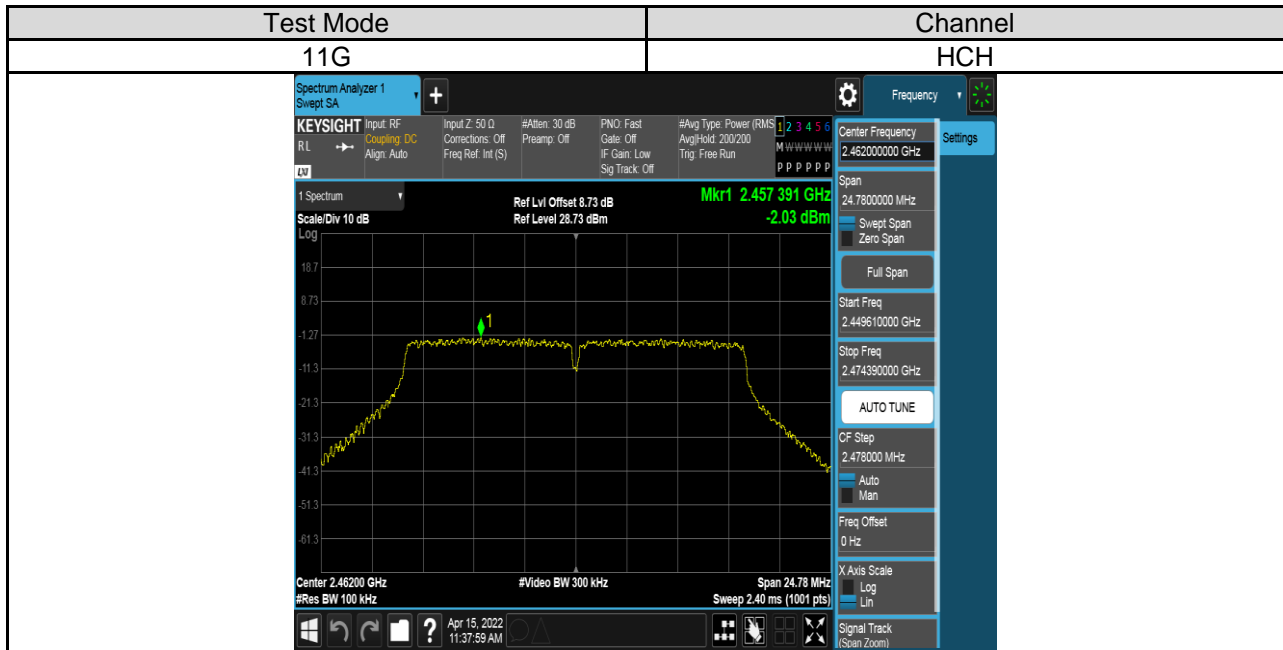 Test Mode Channel
11G HCH
Spectrum Analyzer 1
Swept SA
+
Frequency
KEYSIGHT
RL
LXI
Input: RF
Coupling: DC
Align: Auto
Input Z: 50 Ω
Corrections: Off
Freq Ref: Int (S)
#Atten: 30 dB
Preamp: Off
PNO: Fast
Gate: Off
IF Gain: Low
Sig Track: Off
#Avg Type: Power (RMS
Avg|Hold: 200/200
Trig: Free Run
1 2 3 4 5 6
M W W W W W
P P P P P P
1 Spectrum
Scale/Div 10 dB
Log
Ref Lvl Offset 8.73 dB
Ref Level 28.73 dBm
Mkr1 2.457 391 GHz
-2.03 dBm
18.7
8.73
1
-1.27
-11.3
-21.3
-31.3
-41.3
-51.3
-61.3
Center 2.46200 GHz
#Res BW 100 kHz
#Video BW 300 kHz
Span 24.78 MHz
Sweep 2.40 ms (1001 pts)
?
Apr 15, 2022
11:37:59 AM
Center Frequency
2.462000000 GHz
Settings
Span
24.7800000 MHz
Swept Span
Zero Span
Full Span
Start Freq
2.449610000 GHz
Stop Freq
2.474390000 GHz
AUTO TUNE
CF Step
2.478000 MHz
Auto
Man
Freq Offset
0 Hz
X Axis Scale
Log
Lin
Signal Track
(Span Zoom)